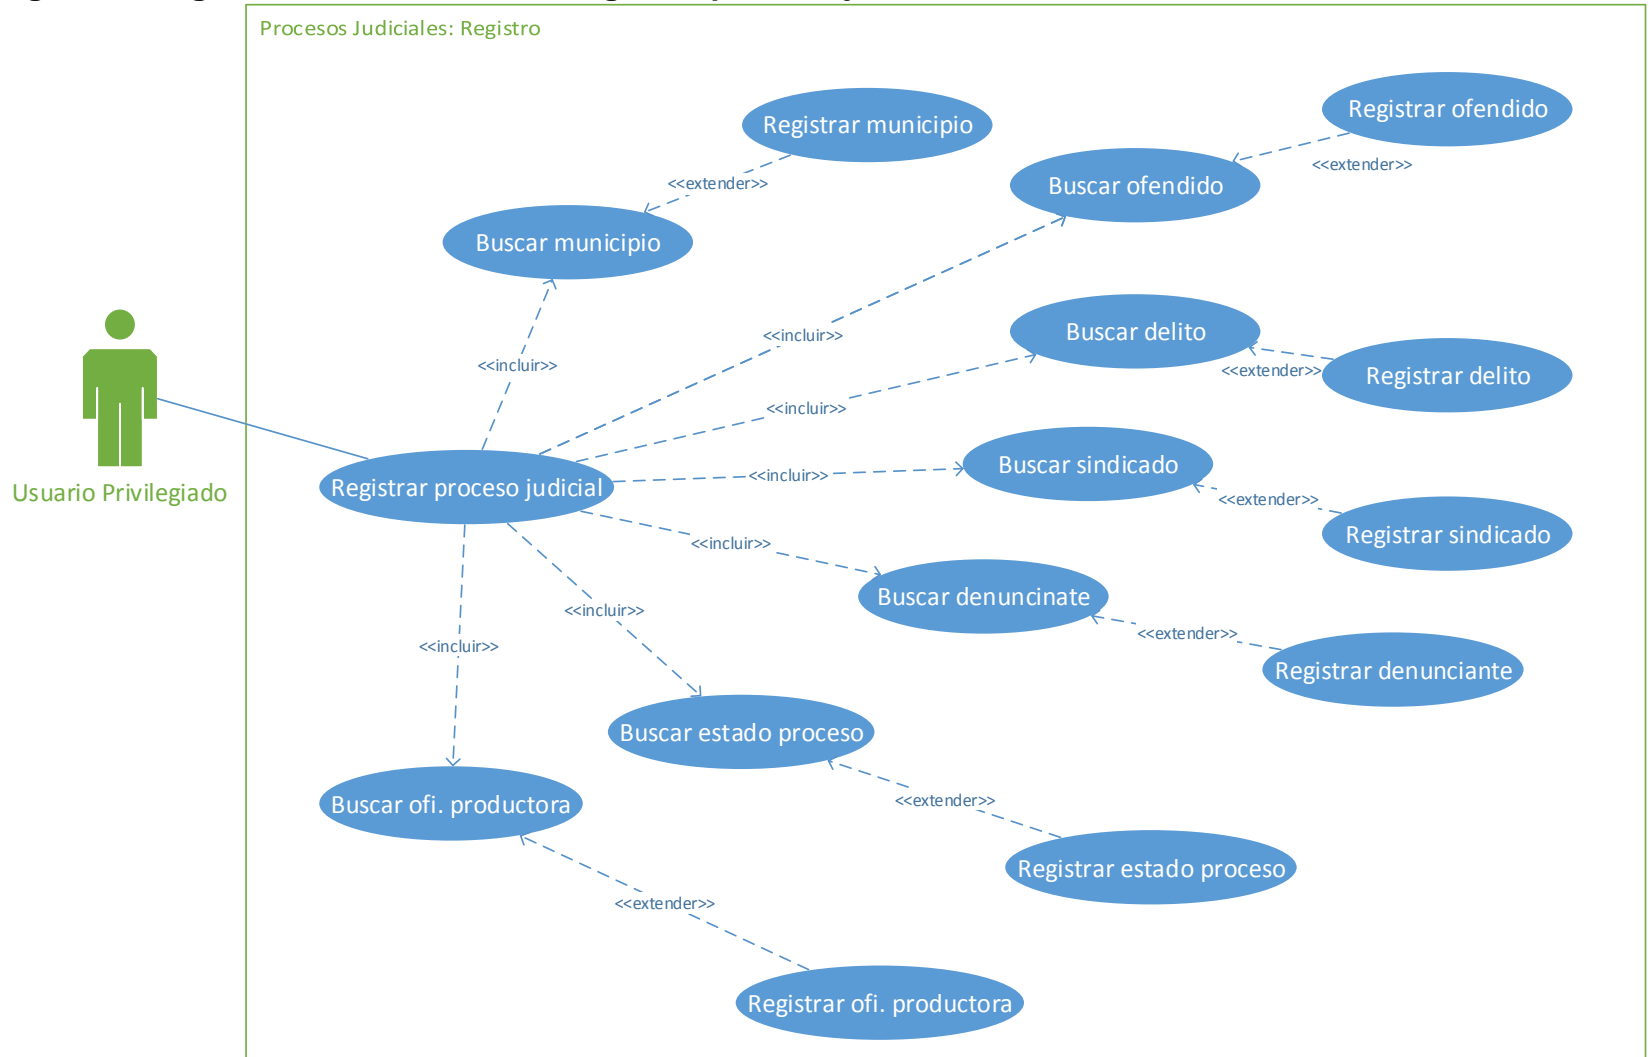 Procesos Judiciales: Registro
Registrar ofendido
Registrar municipio
<<extender>>
<<extender>>
Buscar ofendido
Buscar municipio
<<incluir>>
Buscar delito
<<incluir>>
<<extender>>
Registrar delito
<<incluir>>
Buscar sindicado
<<incluir>>
Registrar proceso judicial
Usuario Privilegiado
<<extender>>
Registrar sindicado
<<incluir>>
Buscar denuncinate
<<incluir>>
<<extender>>
<<incluir>>
Registrar denunciante
Buscar estado proceso
Buscar ofi. productora
<<extender>>
Registrar estado proceso
<<extender>>
Registrar ofi. productora